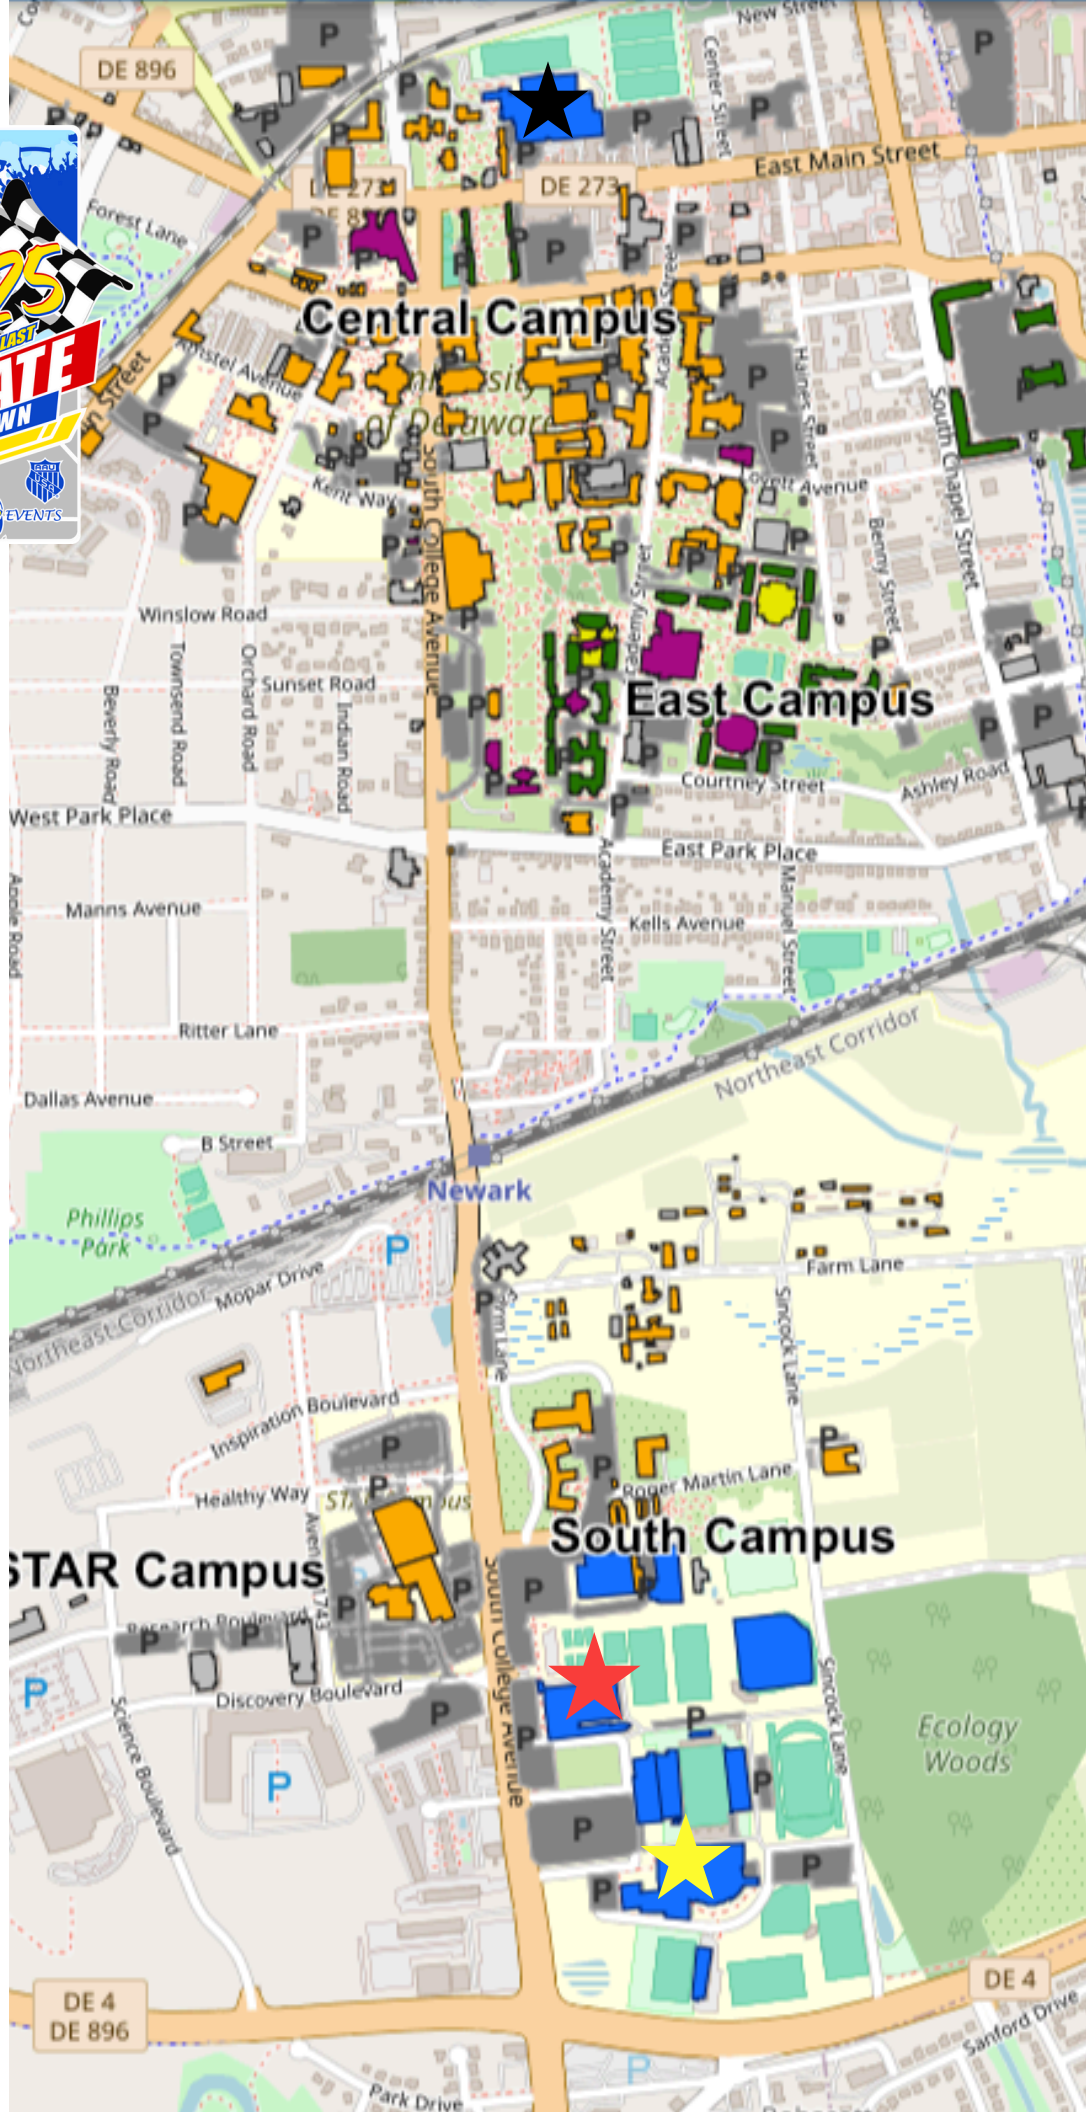 New Street
P
Center Street
P
DE 896
P
P
P
P
P
P
East Main Street
DE 273
DE 273
P
Forest Lane
P
P
P
P
25
LAST
ATE
WN
EVENTS
Central Campus
P
Academy Street
Amstel Avenue
of Delaware
P
P
P
P
Haines Street
South Chapel Street
P
Kent Way
Lovett Avenue
P
P
P
P
P
Benny Street
South College Avenue
Winslow Road
P
P
P
Townsend Road
Orchard Road
Sunset Road
Beverly Road
Indian Road
P
P
East Campus
P
P
P
P
P
Courtney Street
Ashley Road
P
West Park Place
East Park Place
Manns Avenue
Apple Road
Academy Street
Kells Avenue
Manuel Street
Ritter Lane
Northeast Corridor
Dallas Avenue
B Street
Newark
Phillips
Park
P
Mopar Drive
Northeast Corridor
Farm Lane
P
Farm Lane
Sincock Lane
Inspiration Boulevard
P
P
P
P
Healthy Way
Roger Martin Lane
South Campus
STAR Campus
P
P
P
Research Boulevard
P
P
P
Discovery Boulevard
South College Avenue
Science Boulevard
P
P
P
Sincock Lane
Ecology
Woods
P
P
P
P
P
DE 4
DE 4
DE 896
Sanford Drive
P
Park Drive